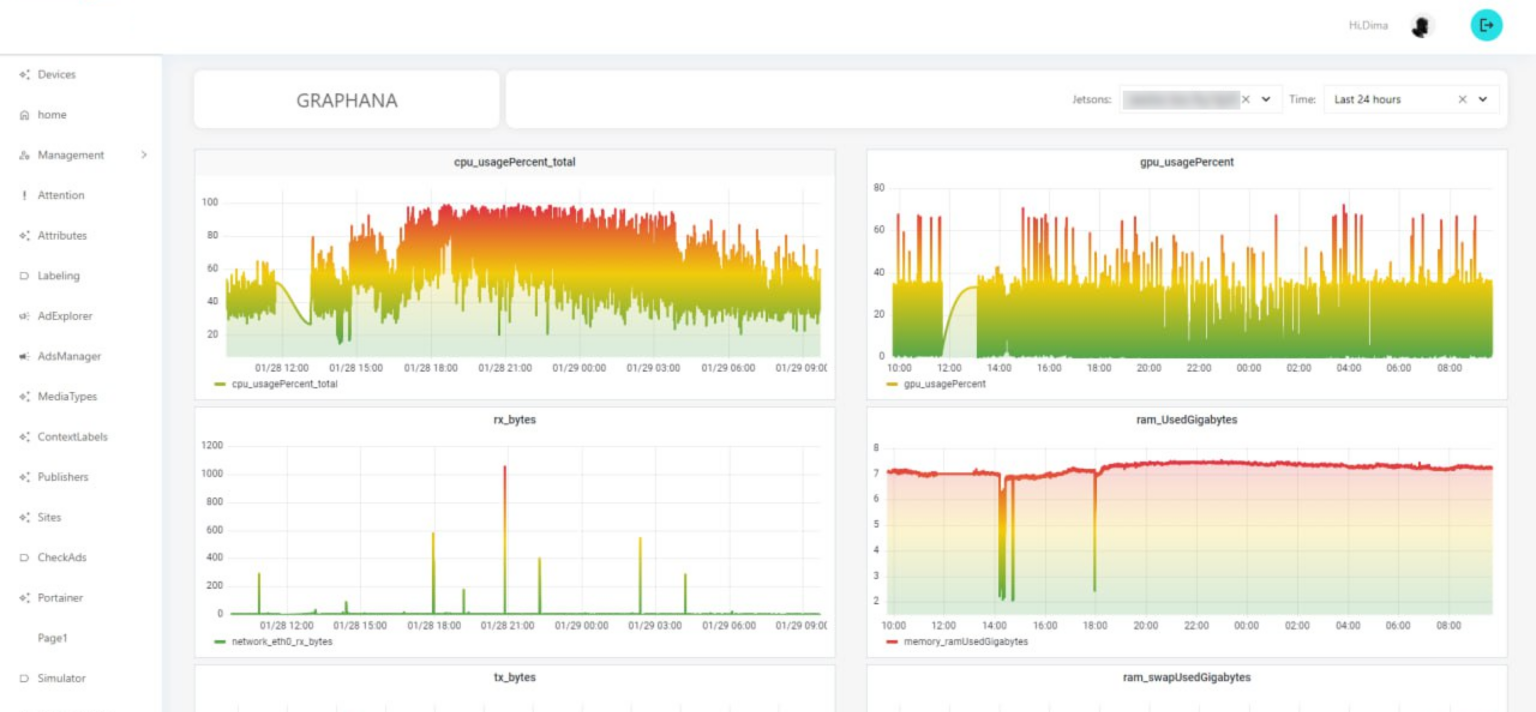 Hi,Dima
Devices
home
Management
Attention
Attributes
Labeling
AdExplorer
AdsManager
MediaTypes
ContextLabels
Publishers
Sites
CheckAds
Portainer
Page1
Simulator
GRAPHANA
Jetsons:
Time: Last 24 hours
cpu_usagePercent_total
100
80
60
40
20
01/28 12:00 01/28 15:00 01/28 18:00 01/28 21:00 01/29 00:00 01/29 03:00 01/29 06:00 01/29 09:00
cpu_usagePercent_total
gpu_usagePercent
80
60
40
20
0
10:00 12:00 14:00 16:00 18:00 20:00 22:00 00:00 02:00 04:00 06:00 08:00
gpu_usagePercent
rx_bytes
1200
1000
800
600
400
200
0
01/28 12:00 01/28 15:00 01/28 18:00 01/28 21:00 01/29 00:00 01/29 03:00 01/29 06:00 01/29 09:00
network_eth0_rx_bytes
ram_UsedGigabytes
8
7
6
5
4
3
2
10:00 12:00 14:00 16:00 18:00 20:00 22:00 00:00 02:00 04:00 06:00 08:00
memory_ramUsedGigabytes
tx_bytes
ram_swapUsedGigabytes